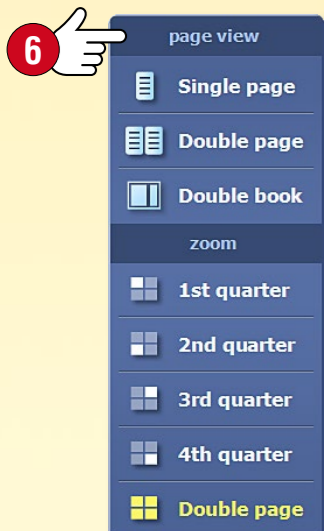 6
page view
Single page
Double page
Double book
zoom
1st quarter
2nd quarter
3rd quarter
4th quarter
Double page